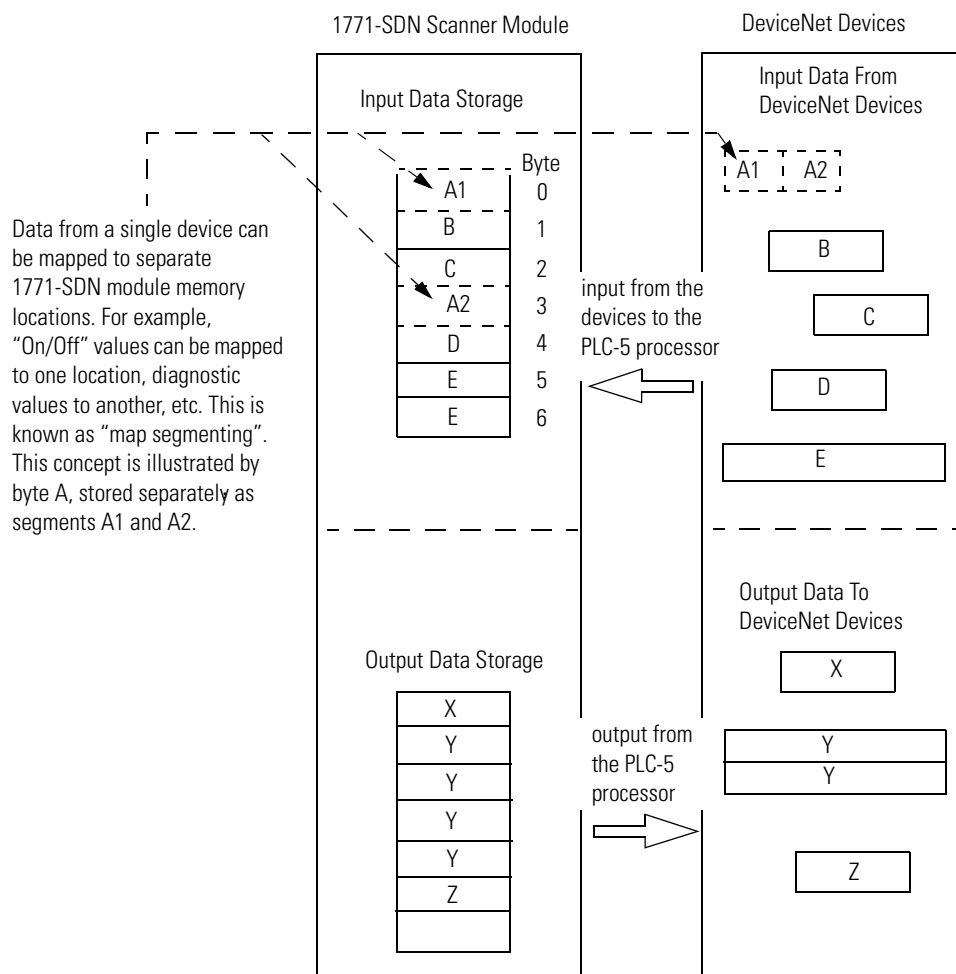 1771-SDN Scanner Module
DeviceNet Devices
Input Data Storage
Input Data From
DeviceNet Devices
Byte
A1 0
B 1
C 2
A2 3
D 4
E 5
E 6
A1 A2
B
C
D
E
Data from a single device can
be mapped to separate
1771-SDN module memory
locations. For example,
“On/Off” values can be mapped
to one location, diagnostic
values to another, etc. This is
known as “map segmenting”.
This concept is illustrated by
byte A, stored separately as
segments A1 and A2.
input from the
devices to the
PLC-5 processor
Output Data Storage
X
Y
Y
Y
Y
Z
output from
the PLC-5
processor
Output Data To
DeviceNet Devices
X
Y
Y
Z